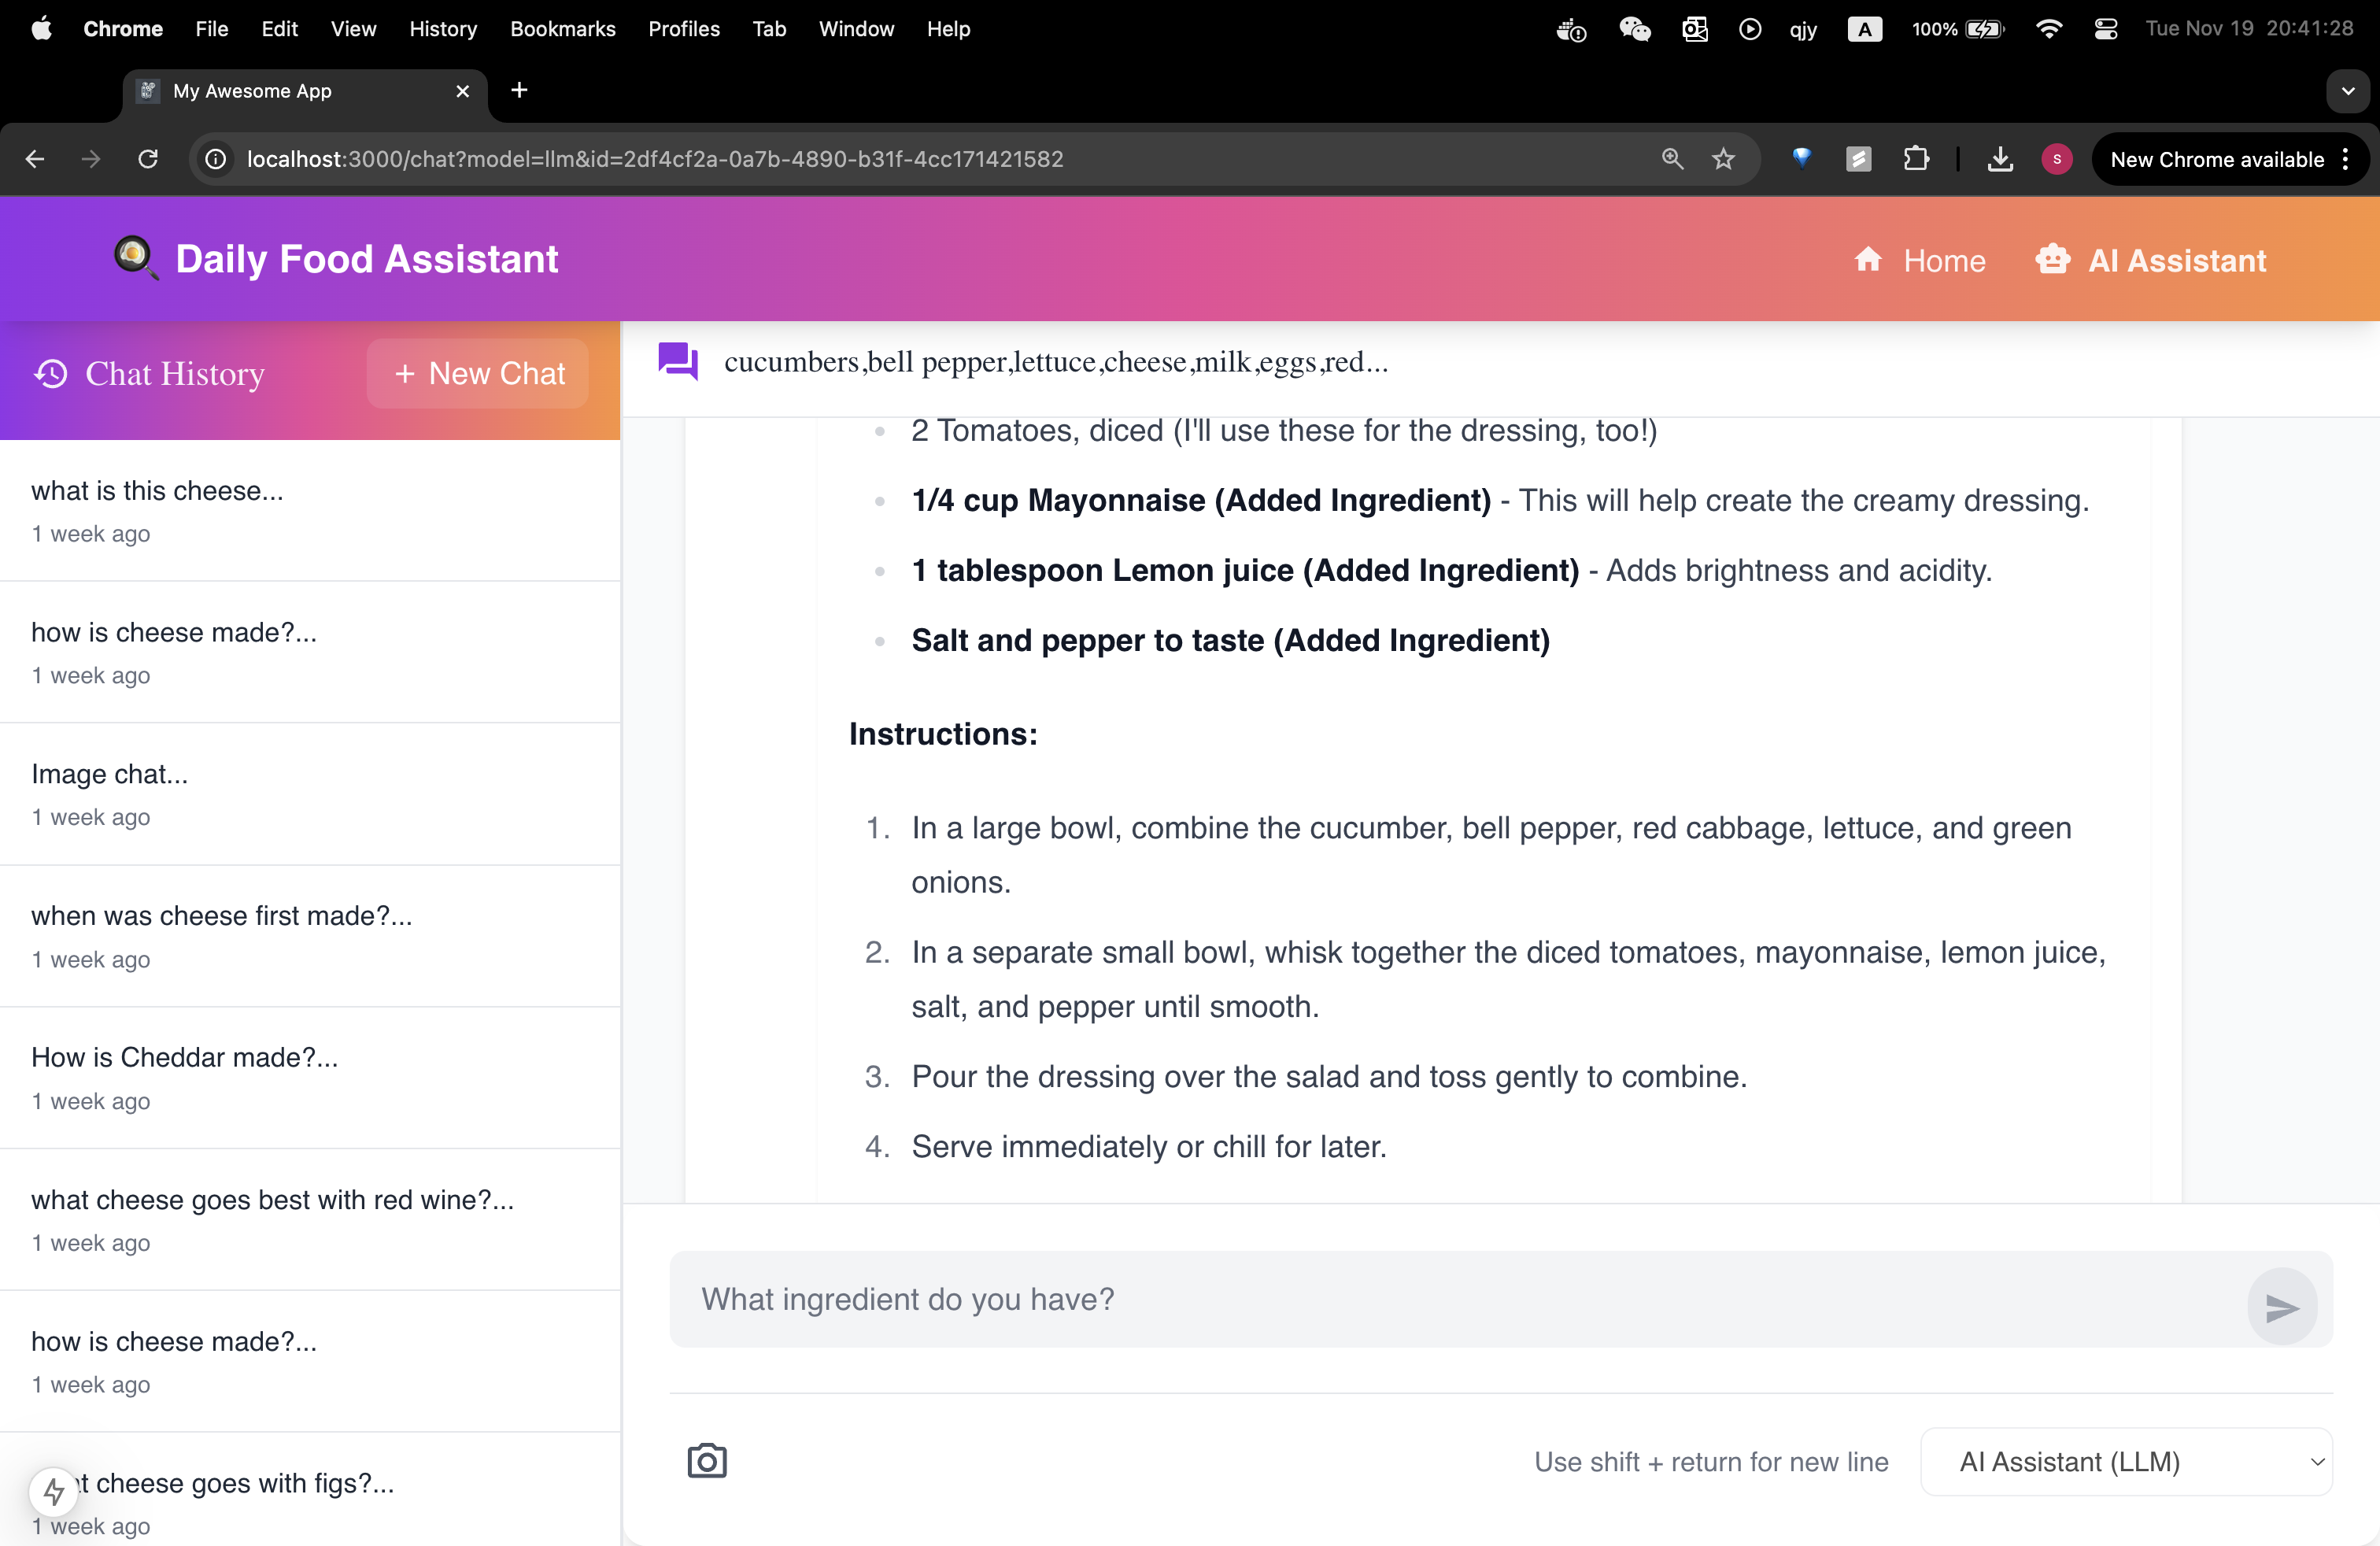 Chrome File Edit View History Bookmarks Profiles Tab Window Help qjy A 100% Tue Nov 19 20:41:28
My Awesome App
localhost:3000/chat?model=llm&id=2df4cf2a-0a7b-4890-b31f-4cc171421582 S New Chrome available
Daily Food Assistant Home AI Assistant
Chat History + New Chat
what is this cheese...
1 week ago
how is cheese made?...
1 week ago
Image chat...
1 week ago
when was cheese first made?...
1 week ago
How is Cheddar made?...
1 week ago
what cheese goes best with red wine?...
1 week ago
how is cheese made?...
1 week ago
t cheese goes with figs?...
1 week ago
cucumbers,bell pepper,lettuce,cheese,milk,eggs,red...
2 Tomatoes, diced (I'll use these for the dressing, too!)
1/4 cup Mayonnaise (Added Ingredient) - This will help create the creamy dressing.
1 tablespoon Lemon juice (Added Ingredient) - Adds brightness and acidity.
Salt and pepper to taste (Added Ingredient)
Instructions:
1. In a large bowl, combine the cucumber, bell pepper, red cabbage, lettuce, and green
onions.
2. In a separate small bowl, whisk together the diced tomatoes, mayonnaise, lemon juice,
salt, and pepper until smooth.
3. Pour the dressing over the salad and toss gently to combine.
4. Serve immediately or chill for later.
What ingredient do you have?
Use shift + return for new line AI Assistant (LLM)